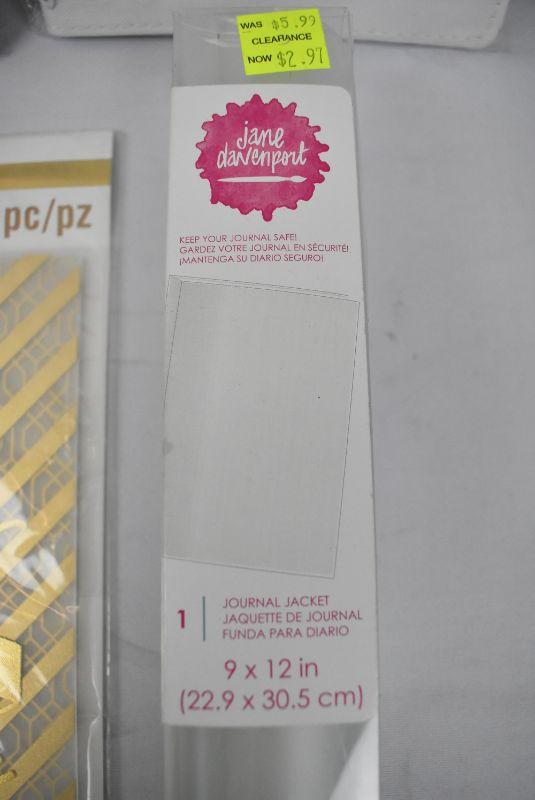 WAS $5.99
CLEARANCE
NOW $2.97
jane
davenport
pc/pz
KEEP YOUR JOURNAL SAFE!
GARDEZ VOTRE JOURNAL EN SÉCURITÉ!
¡MANTENGA SU DIARIO SEGURO!
1
JOURNAL JACKET
JAQUETTE DE JOURNAL
FUNDA PARA DIARIO
9 x 12 in
(22.9 x 30.5 cm)